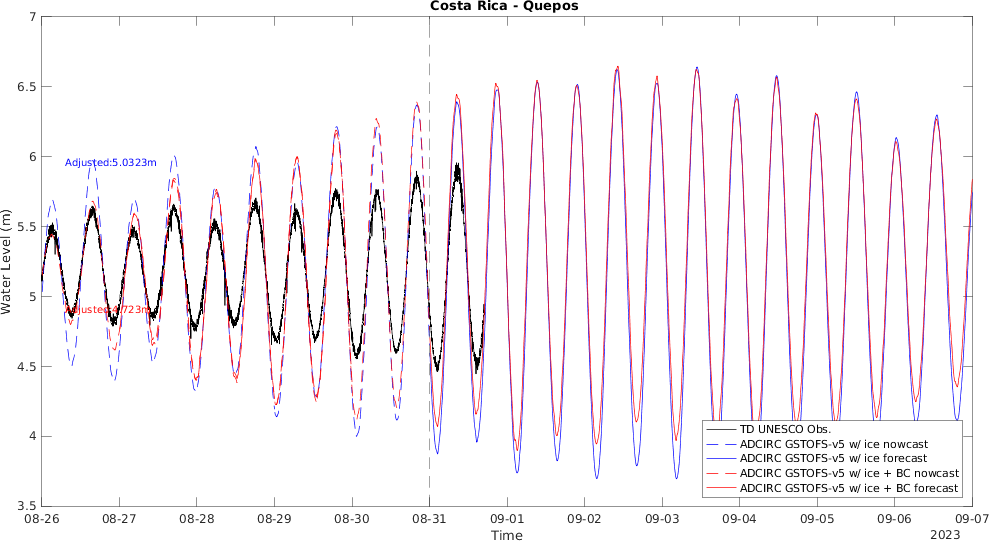 Costa Rica - Quepos
7
6.5
6
5.5
5
4.5
4
3.5
Water Level (m)
Adjusted:5.0323m
Adjusted:4.723m
TD UNESCO Obs.
ADCIRC GSTOFS-v5 w/ ice nowcast
ADCIRC GSTOFS-v5 w/ ice forecast
ADCIRC GSTOFS-v5 w/ ice + BC nowcast
ADCIRC GSTOFS-v5 w/ ice + BC forecast
08-26 08-27 08-28 08-29 08-30 08-31 09-01 09-02 09-03 09-04 09-05 09-06 09-07
Time
2023